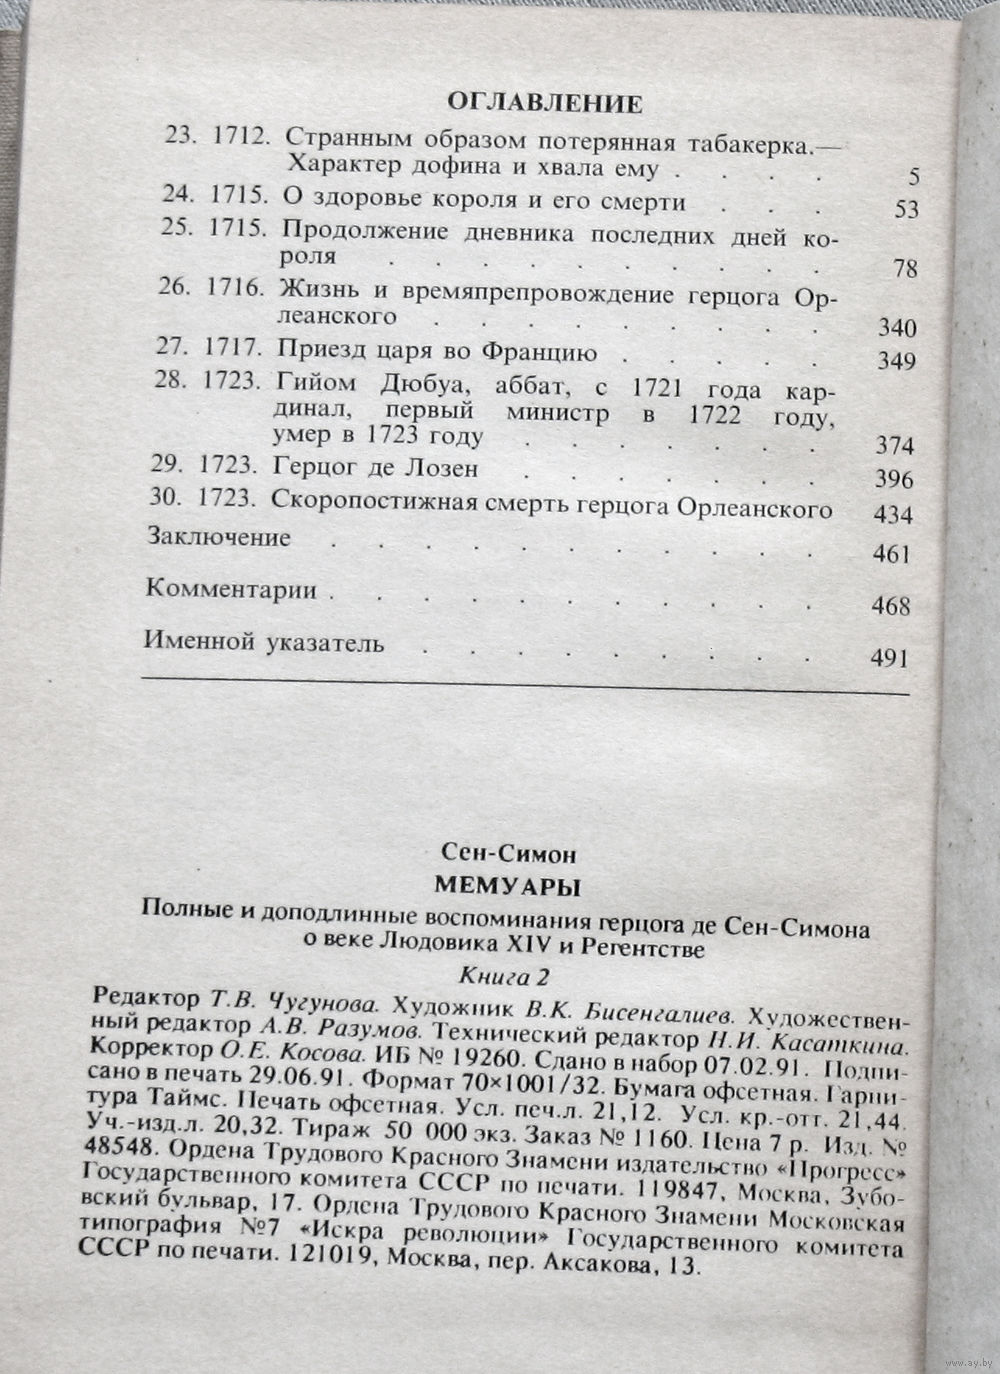 ОГЛАВЛЕНИЕ
23. 1712. Странным образом потерянная табакерка.—
Характер дофина и хвала ему . . . . 5
24. 1715. О здоровье короля и его смерти . . . 53
25. 1715. Продолжение дневника последних дней ко-
роля . . . . . . . . . . 78
26. 1716. Жизнь и времяпрепровождение герцога Ор-
леанского . . . . . . . . . 340
27. 1717. Приезд царя во Францию . . . . . 349
28. 1723. Гийом Дюбуа, аббат, с 1721 года кар-
динал, первый министр в 1722 году,
умер в 1723 году . . . . . . . 374
29. 1723. Герцог де Лозен . . . . . . . 396
30. 1723. Скоропостижная смерть герцога Орлеанского 434
Заключение . . . . . . . . . . . 461
Комментарии . . . . . . . . . . . 468
Именной указатель . . . . . . . . . 491
Сен-Симон
МЕМУАРЫ
Полные и доподлинные воспоминания герцога де Сен-Симона
о веке Людовика XIV и Регентстве
Книга 2
Редактор Т.В. Чугунова. Художник В.К. Бисенгалиев. Художествен-
ный редактор А.В. Разумов. Технический редактор Н.И. Касаткина.
Корректор О.Е. Косова. ИБ № 19260. Сдано в набор 07.02.91. Подпи-
сано в печать 29.06.91. Формат 70×1001/32. Бумага офсетная. Гарни-
тура Таймс. Печать офсетная. Усл. печ.л. 21,12. Усл. кр.-отт. 21,44.
Уч.-изд.л. 20,32. Тираж 50 000 экз. Заказ № 1160. Цена 7 р. Изд. №
48548. Ордена Трудового Красного Знамени издательство «Прогресс»
Государственного комитета СССР по печати. 119847, Москва, Зубо-
вский бульвар, 17. Ордена Трудового Красного Знамени Московская
типография №7 «Искра революции» Государственного комитета
СССР по печати. 121019, Москва, пер. Аксакова, 13.
www.ay.by